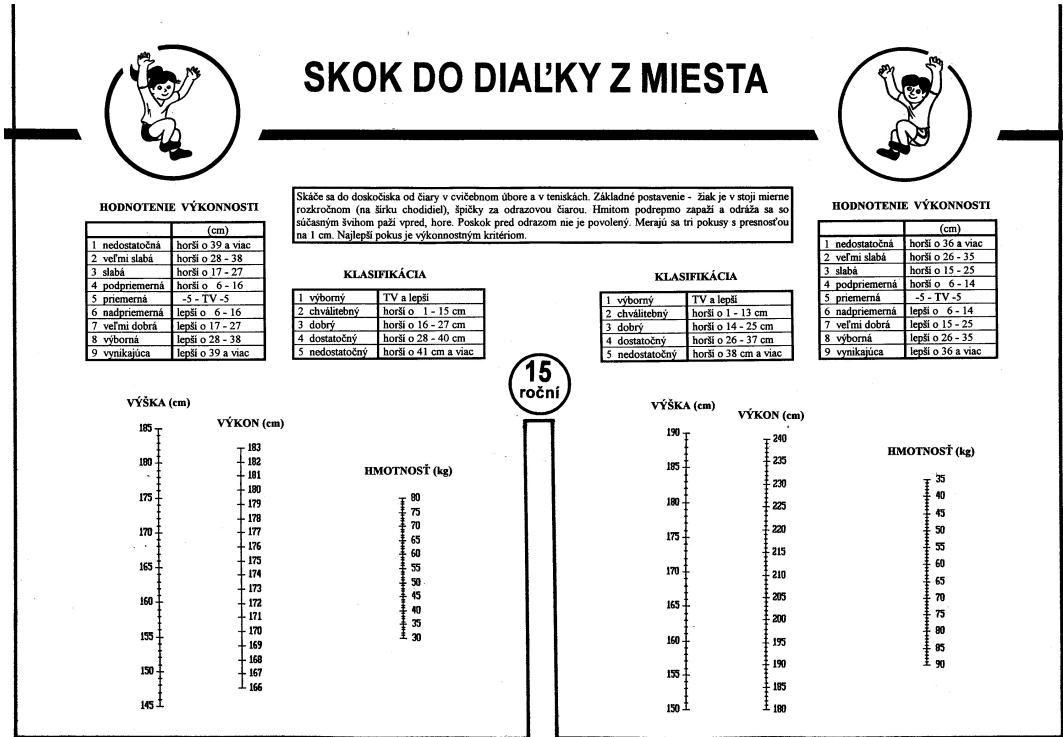 SKOK DO DIAĽKY Z MIESTA
Skáče sa do doskočiska od čiary v cvičebnom úbore a v teniskách. Základné postavenie - žiak je v stoji mierne
rozkročnom (na šírku chodidiel), špičky za odrazovou čiarou. Hmitom podrepmo zapaží a odráža sa so
súčasným švihom paží vpred, hore. Poskok pred odrazom nie je povolený. Merajú sa tri pokusy s presnosťou
na 1 cm. Najlepší pokus je výkonnostným kritériom.
HODNOTENIE VÝKONNOSTI
(cm)
1 nedostatočná horší o 39 a viac
2 veľmi slabá horší o 28 - 38
3 slabá horší o 17 - 27
4 podpriemerná horší o 6 - 16
5 priemerná -5 - TV -5
6 nadpriemerná lepší o 6 - 16
7 veľmi dobrá lepší o 17 - 27
8 výborná lepší o 28 - 38
9 vynikajúca lepší o 39 a viac
KLASIFIKÁCIA
1 výborný TV a lepší
2 chválitebný horší o 1 - 15 cm
3 dobrý horší o 16 - 27 cm
4 dostatočný horší o 28 - 40 cm
5 nedostatočný horší o 41 cm a viac
KLASIFIKÁCIA
1 výborný TV a lepší
2 chválitebný horší o 1 - 13 cm
3 dobrý horší o 14 - 25 cm
4 dostatočný horší o 26 - 37 cm
5 nedostatočný horší o 38 cm a viac
HODNOTENIE VÝKONNOSTI
(cm)
1 nedostatočná horší o 36 a viac
2 veľmi slabá horší o 26 - 35
3 slabá horší o 15 - 25
4 podpriemerná horší o 6 - 14
5 priemerná -5 - TV -5
6 nadpriemerná lepší o 6 - 14
7 veľmi dobrá lepší o 15 - 25
8 výborná lepší o 26 - 35
9 vynikajúca lepší o 36 a viac
15
roční
VÝŠKA (cm)
185
180
175
170
165
160
155
150
145
VÝKON (cm)
183
182
181
180
179
178
177
176
175
174
173
172
171
170
169
168
167
166
HMOTNOSŤ (kg)
80
75
70
65
60
55
50
45
40
35
30
VÝŠKA (cm)
190
185
180
175
170
165
160
155
150
VÝKON (cm)
240
235
230
225
220
215
210
205
200
195
190
185
180
HMOTNOSŤ (kg)
35
40
45
50
55
60
65
70
75
80
85
90